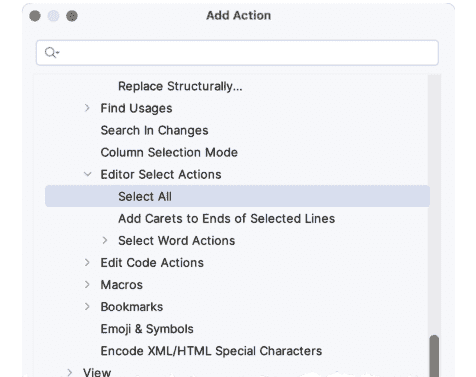 Add Action
Replace Structurally...
Find Usages
Search In Changes
Column Selection Mode
Editor Select Actions
Select All
Add Carets to Ends of Selected Lines
Select Word Actions
Edit Code Actions
Macros
Bookmarks
Emoji & Symbols
Encode XML/HTML Special Characters
View